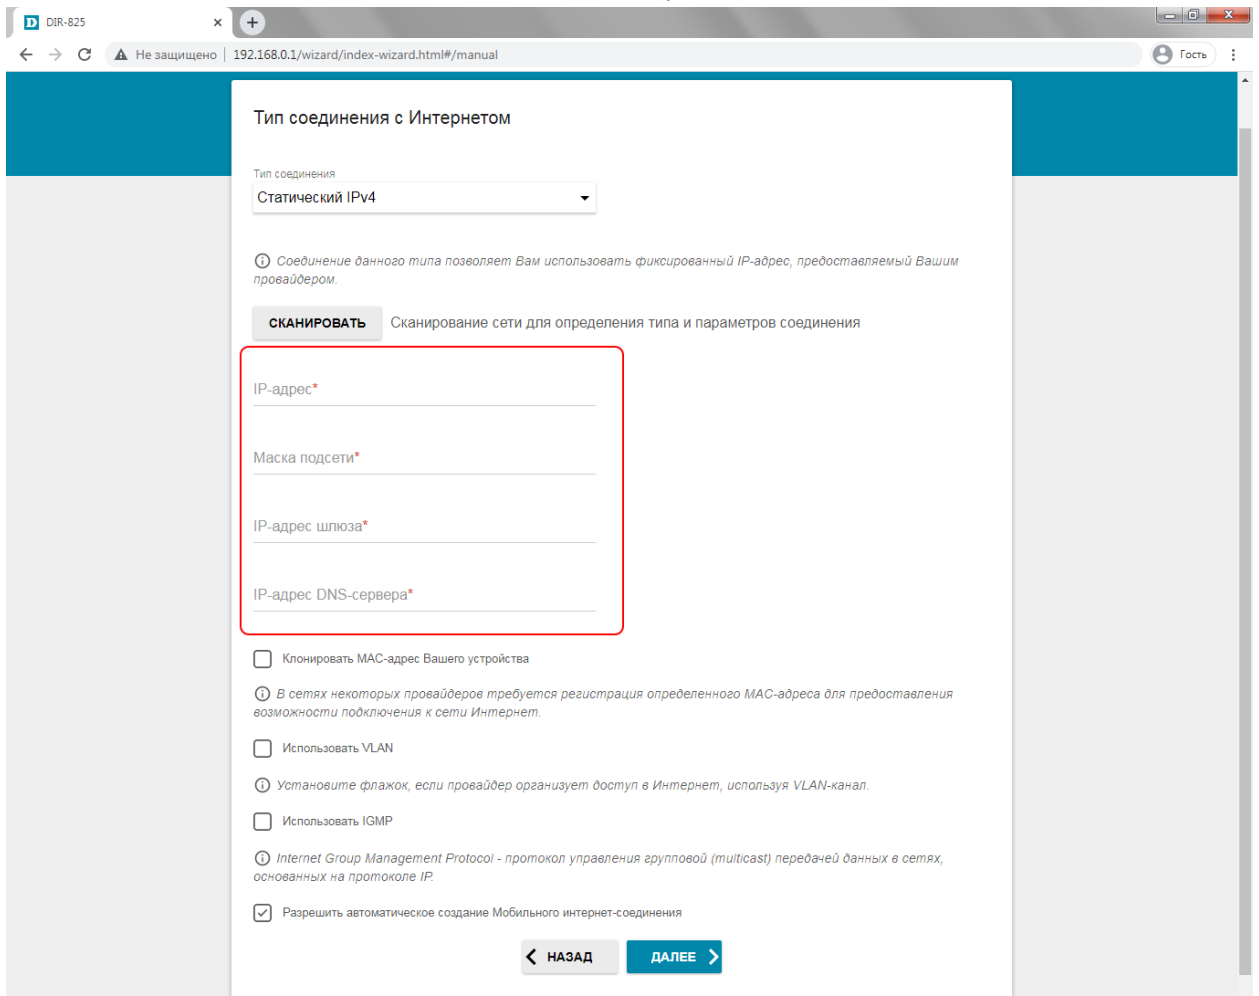 DIR-825
Не защищено 192.168.0.1/wizard/index-wizard.html#/manual Гость
Тип соединения с Интернетом
Тип соединения
Статический IPv4
Соединение данного типа позволяет Вам использовать фиксированный IP-адрес, предоставляемый Вашим
провайдером.
СКАНИРОВАТЬ Сканирование сети для определения типа и параметров соединения
IP-адрес*
Маска подсети*
IP-адрес шлюза*
IP-адрес DNS-сервера*
Клонировать MAC-адрес Вашего устройства
В сетях некоторых провайдеров требуется регистрация определенного MAC-адреса для предоставления
возможности подключения к сети Интернет.
Использовать VLAN
Установите флажок, если провайдер организует доступ в Интернет, используя VLAN-канал.
Использовать IGMP
Internet Group Management Protocol - протокол управления групповой (multicast) передачей данных в сетях,
основанных на протоколе IP.
Разрешить автоматическое создание Мобильного интернет-соединения
НАЗАД ДАЛЕЕ